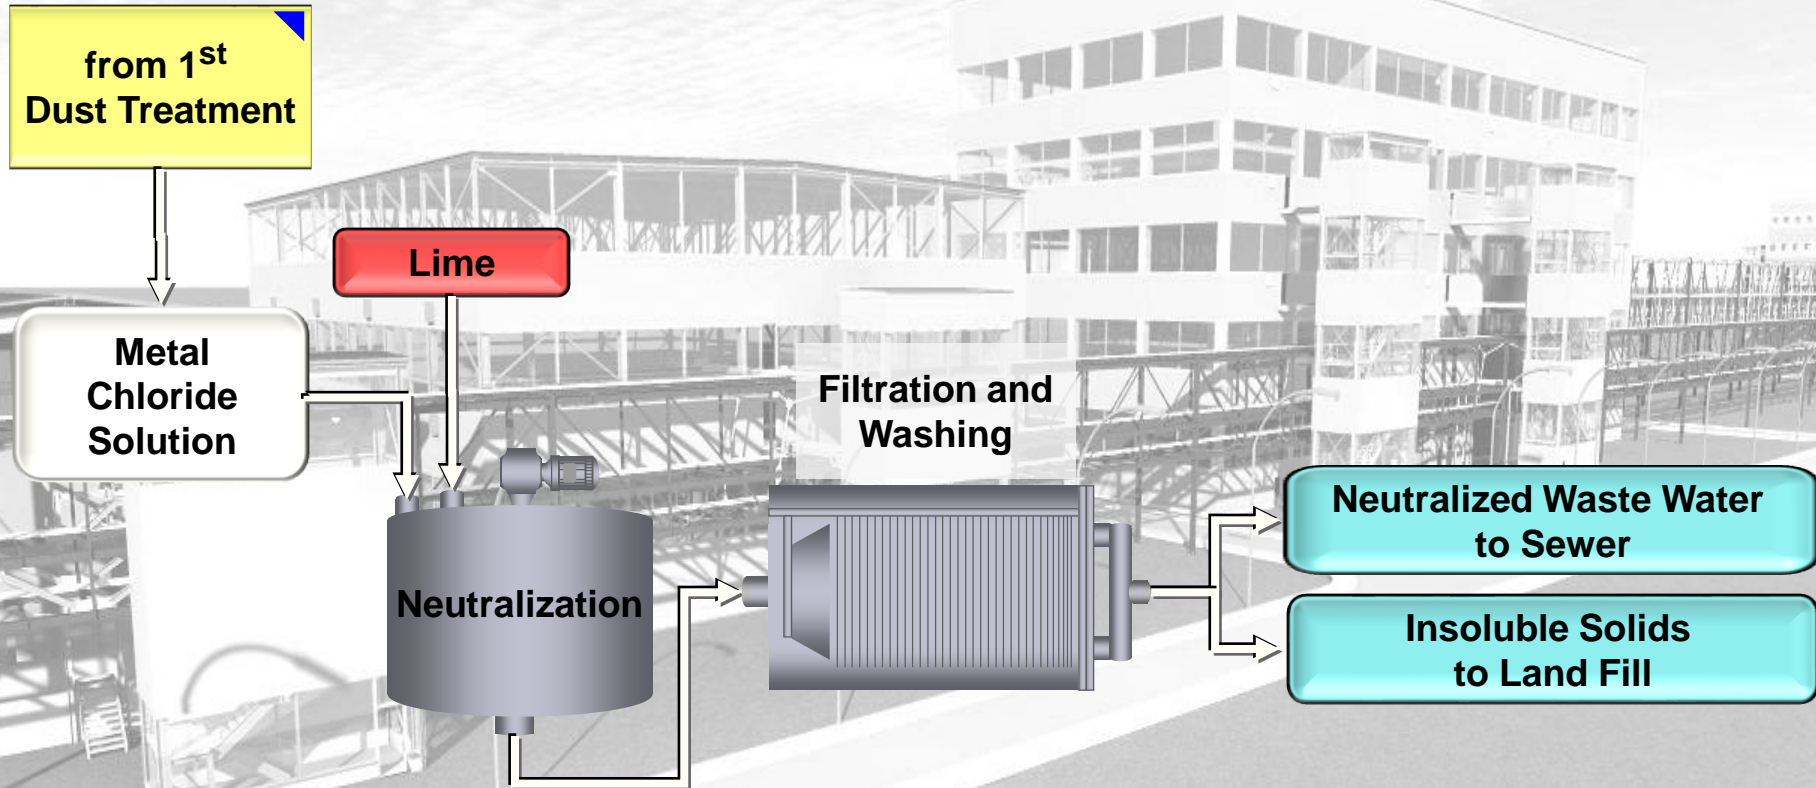 from 1st
Dust Treatment
Lime
Metal
Chloride
Solution
Filtration and
Washing
Neutralization
Neutralized Waste Water
to Sewer
Insoluble Solids
to Land Fill